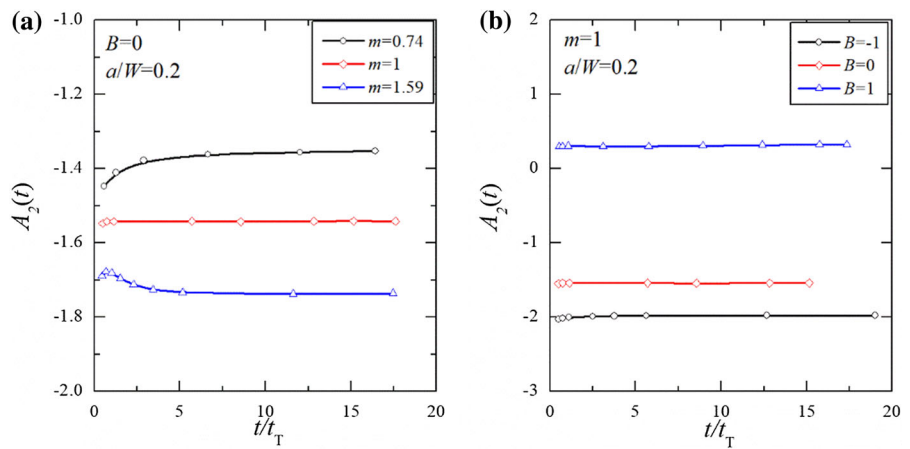 (a)
B=0
a/W=0.2
m=0.74
m=1
m=1.59
-1.0
-1.2
-1.4
-1.6
-1.8
-2.0
A₂(t)
0 5 10 15 20
t/t_T
(b)
m=1
a/W=0.2
B=-1
B=0
B=1
2
1
0
-1
-2
-3
A₂(t)
0 5 10 15 20
t/t_T